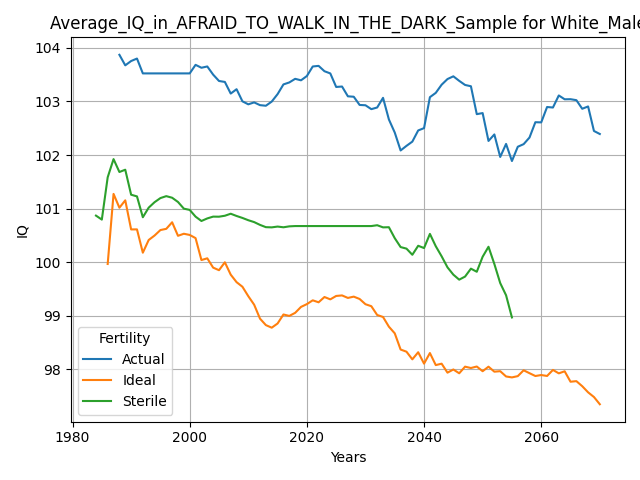 Average_IQ_in_AFRAID_TO_WALK_IN_THE_DARK_Sample for White_Male
104
103
102
101
100
99
98
IQ
Fertility
Actual
Ideal
Sterile
1980
2000
2020
2040
2060
Years